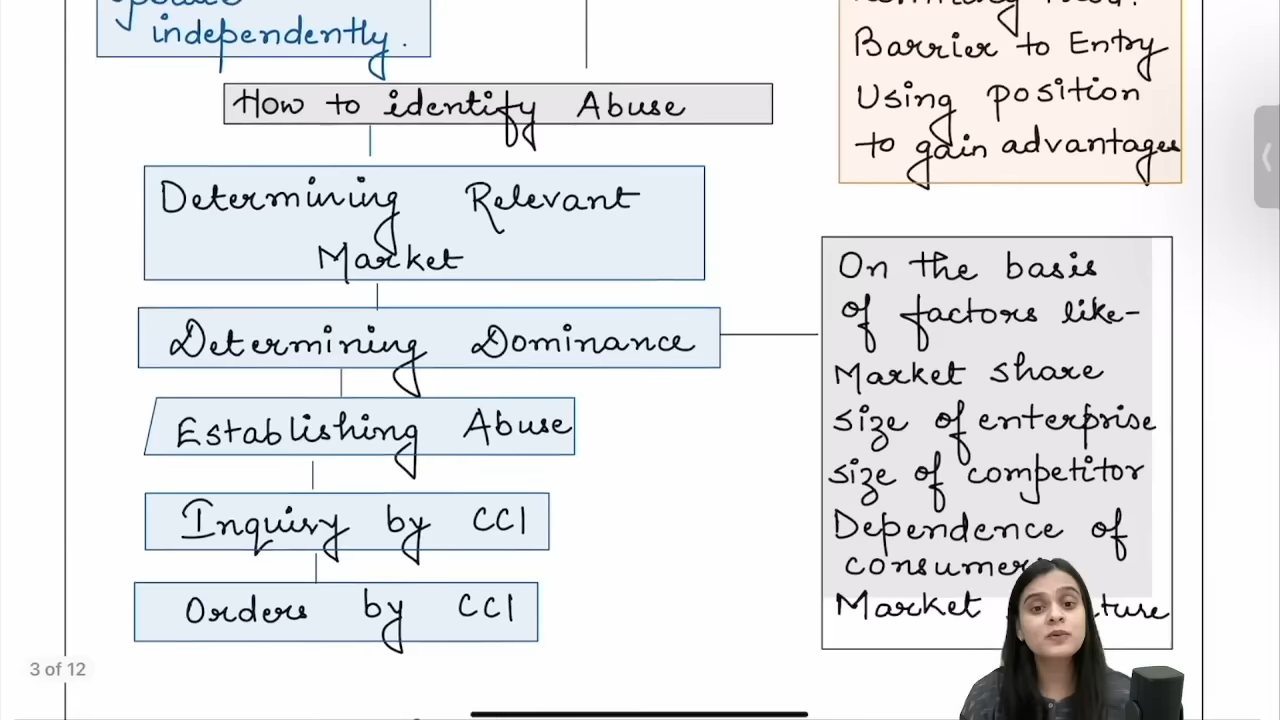 independently.
How to identify Abuse
Determining Relevant
Market
Determining Dominance
Establishing Abuse
Inquiry by CCI
Orders by CCI
Barrier to Entry
Using position
to gain advantages
On the basis
of factors like-
Market share
size of enterprise
size of competitor
Dependence of
consumers
Market
3 of 12